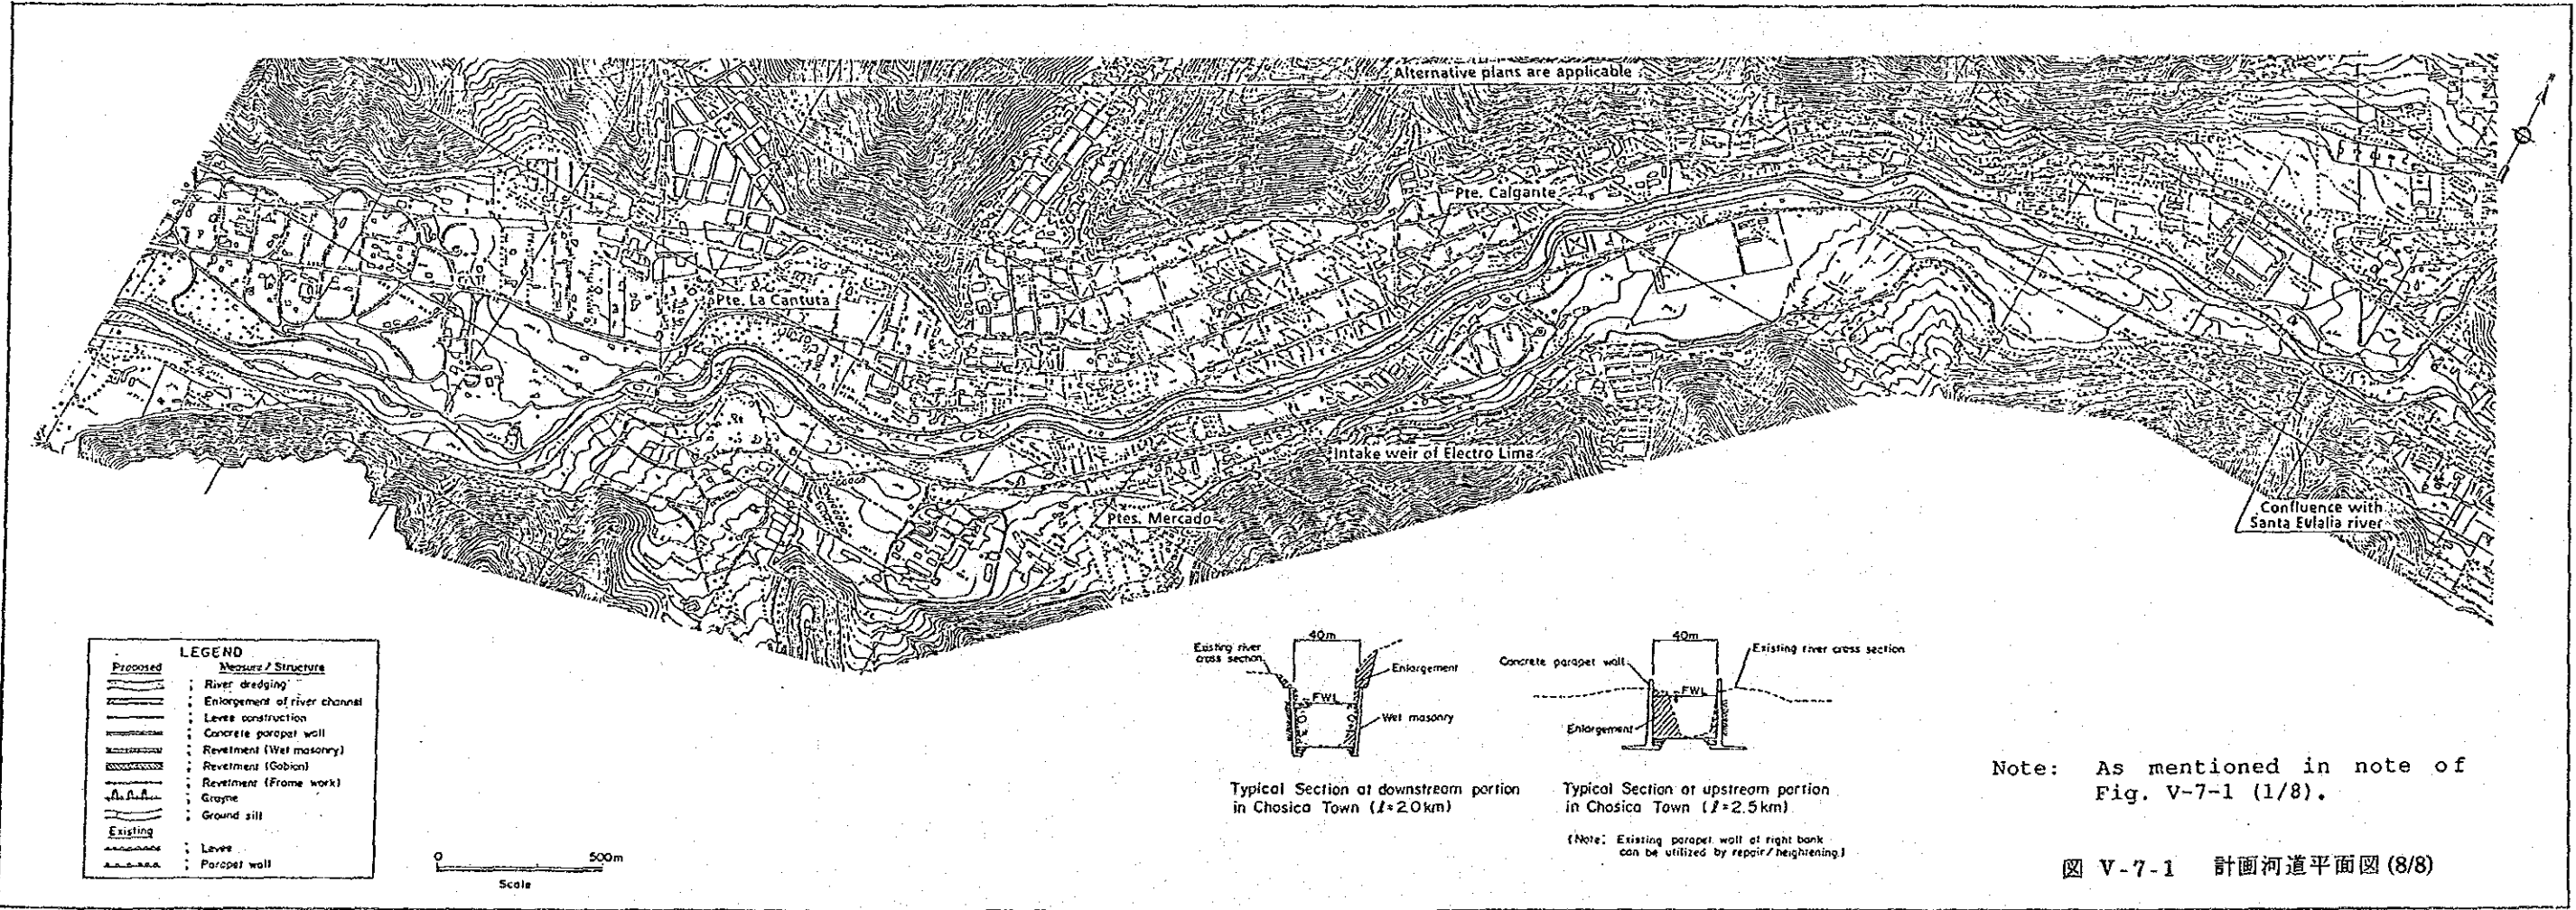 Alternative plans are applicable
Pte. Calgante
Pte. La Cantuta
Intake weir of Electro Lima
Ptes. Mercado
Confluence with
Santa Eulalia river
LEGEND
Proposed Measure / Structure
; River dredging
; Enlorgement of river channel
; Levee construction
; Concrete parapet wall
; Revetment (Wet masonry)
; Revetment (Gabion)
; Revetment (Frame work)
; Groyne
; Ground sill
Existing
; Levee
; Parapet wall
0 500m
Scale
40m
Existing river
cross section
Enlargement
FWL
Wet masonry
Typical Section at downstream portion
in Chosica Town (l=2.0km)
40m
Concrete parapet wall
Existing river cross section
FWL
Enlargement
Typical Section at upstream portion
in Chosica Town (l=2.5km)
(Note: Existing parapet wall at right bank
can be utilized by repair/heightening.)
Note: As mentioned in note of
Fig. V-7-1 (1/8).
図 V-7-1 計画河道平面図 (8/8)